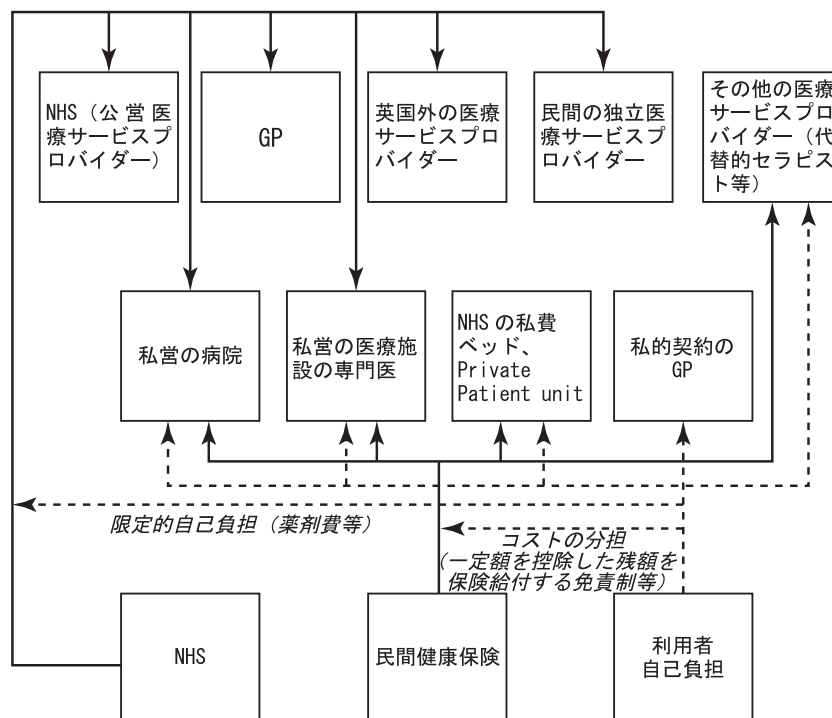 NHS（公営医
療サービスプ
ロバイダー）
GP
英国外の医療
サービスプロ
バイダー
民間の独立医
療サービスプ
ロバイダー
その他の医療
サービスプロ
バイダー（代
替的セラピス
ト等）
私営の病院
私営の医療施
設の専門医
NHS の私費
ベッド、
Private
Patient unit
私的契約の
GP
限定的自己負担（薬剤費等）
コストの分担
（一定額を控除した残額を
保険給付する免責制等）
NHS
民間健康保険
利用者
自己負担